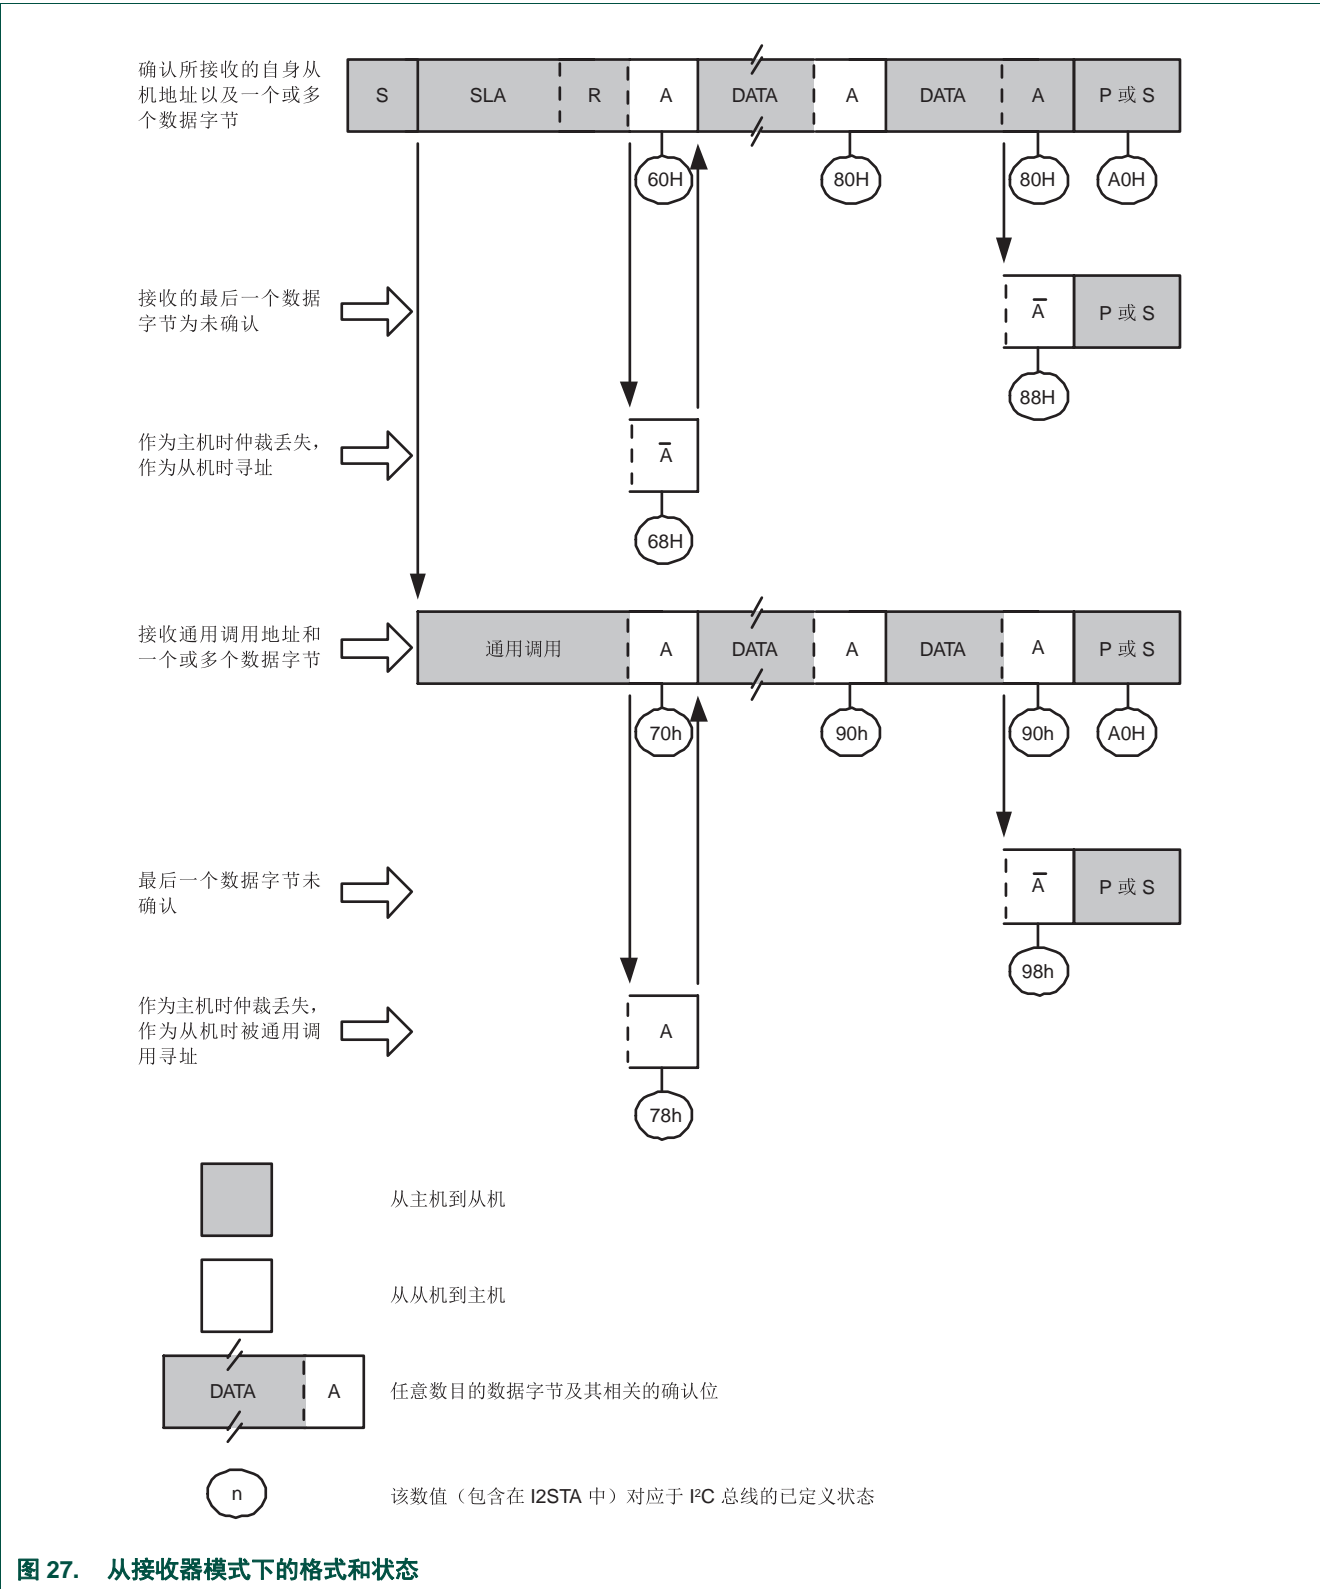 确认所接收的自身从
机地址以及一个或多
个数据字节
S SLA R A DATA A DATA A P 或 S
60H 80H 80H A0H
接收的最后一个数据
字节为未确认
A̅ P 或 S
88H
作为主机时仲裁丢失，
作为从机时寻址
A̅
68H
接收通用调用地址和
一个或多个数据字节
通用调用 A DATA A DATA A P 或 S
70h 90h 90h A0H
最后一个数据字节未
确认
A̅ P 或 S
98h
作为主机时仲裁丢失，
作为从机时被通用调
用寻址
A
78h
从主机到从机
从从机到主机
DATA A 任意数目的数据字节及其相关的确认位
n 该数值（包含在 I2STA 中）对应于 I²C 总线的已定义状态
图 27. 从接收器模式下的格式和状态